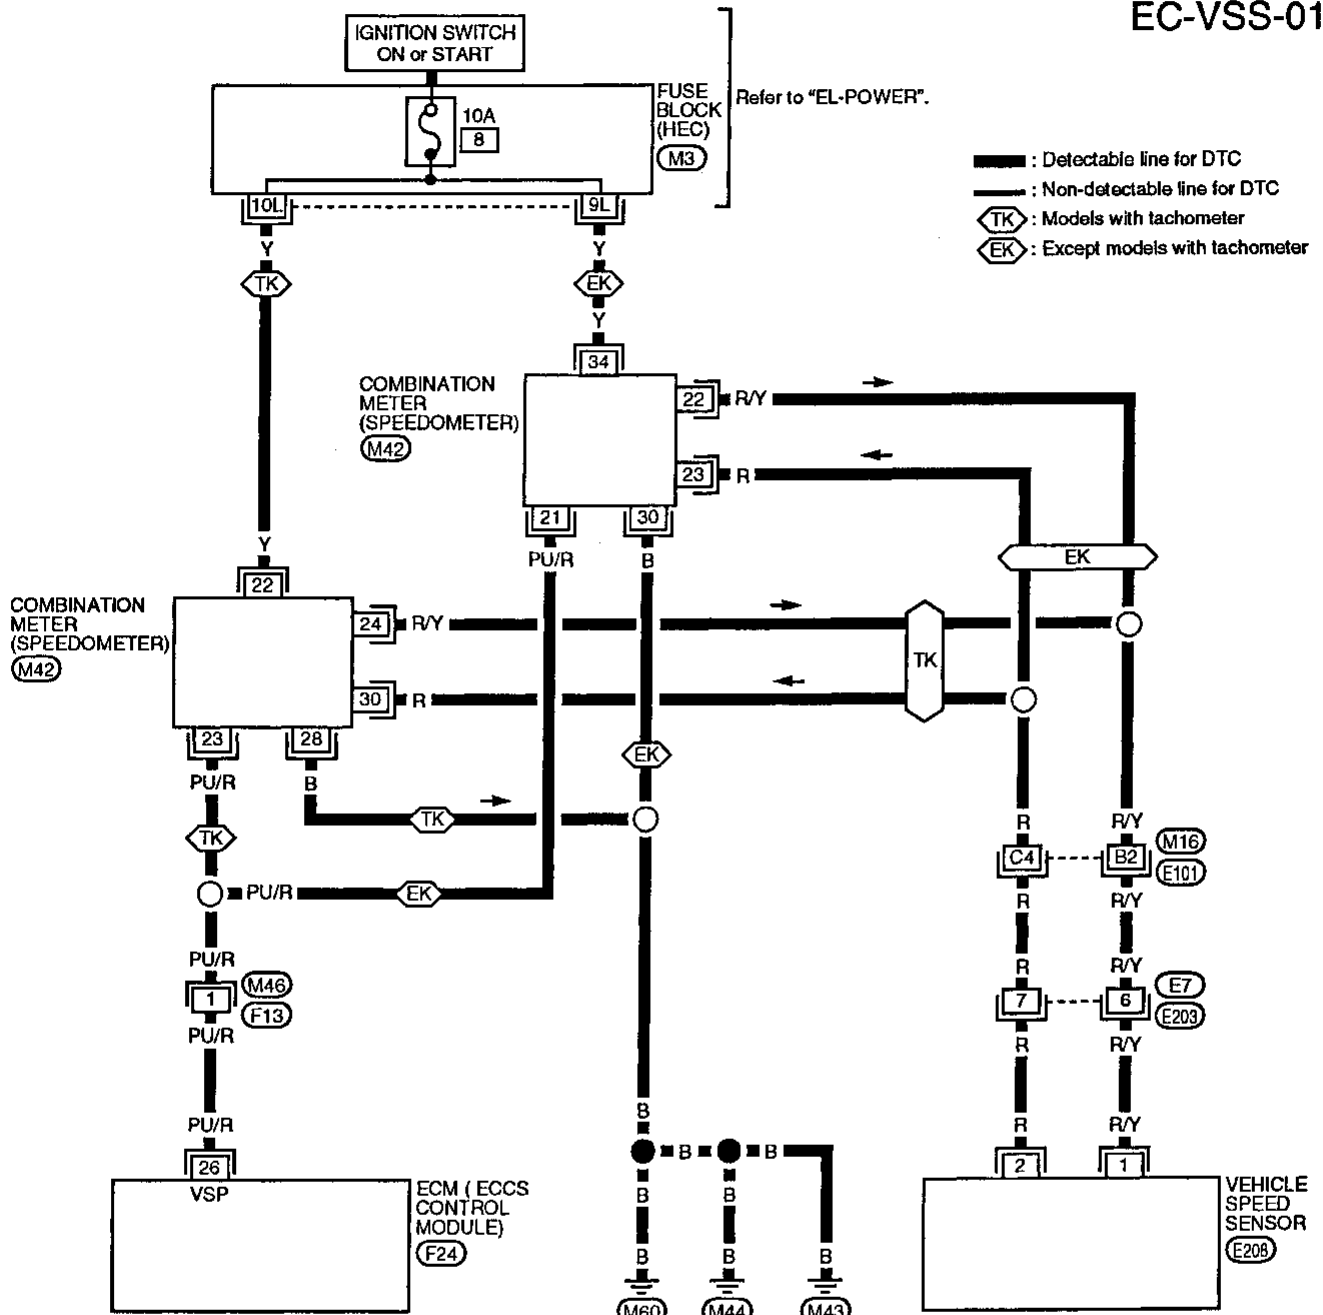 EC-VSS-01
IGNITION SWITCH
ON or START
10A
8
FUSE
BLOCK
(HEC)
M3
Refer to "EL-POWER".
: Detectable line for DTC
: Non-detectable line for DTC
TK : Models with tachometer
EK : Except models with tachometer
10L
9L
Y
Y
TK
EK
Y
34
COMBINATION
METER
(SPEEDOMETER)
M42
22
R/Y
23
R
21
30
PU/R
B
EK
Y
22
COMBINATION
METER
(SPEEDOMETER)
M42
24
R/Y
30
R
TK
23
28
PU/R
B
EK
TK
TK
PU/R
EK
R
R/Y
C4
B2
M16
E101
R
R/Y
PU/R
R
R/Y
1
M46
F13
7
6
E7
E203
PU/R
R
R/Y
PU/R
B
R
R/Y
26
VSP
ECM ( ECCS
CONTROL
MODULE)
F24
B
B
B
B
B
B
B
M60
M44
M43
2
1
VEHICLE
SPEED
SENSOR
E208